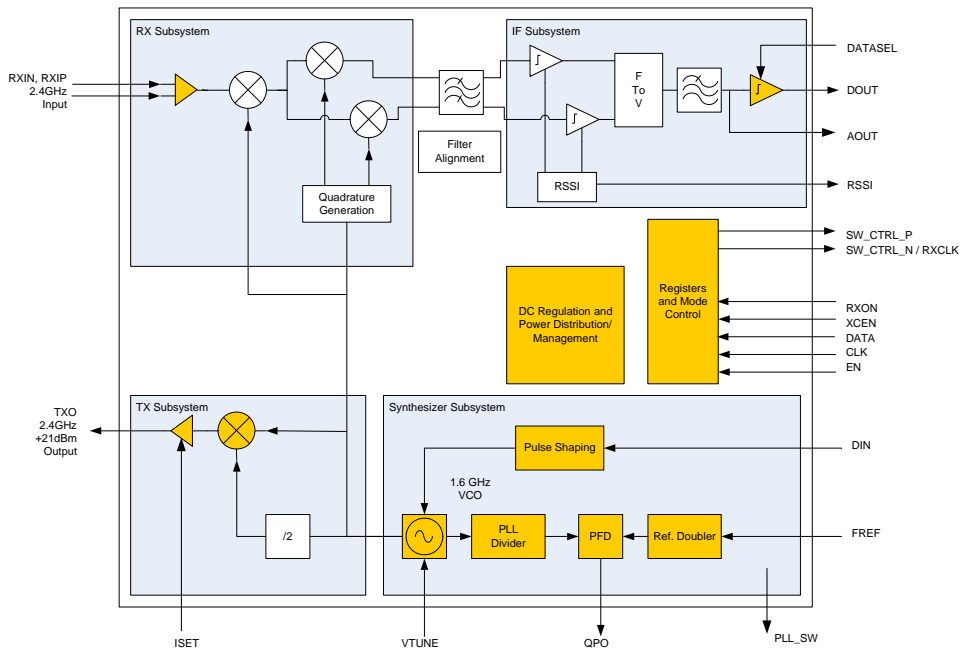 RX Subsystem
IF Subsystem
RXIN, RXIP
2.4GHz
Input
F
To
V
DATASEL
DOUT
AOUT
Filter
Alignment
RSSI
RSSI
Quadrature
Generation
SW_CTRL_P
SW_CTRL_N / RXCLK
DC Regulation and
Power Distribution/
Management
Registers
and Mode
Control
RXON
XCEN
DATA
CLK
EN
TX Subsystem
Synthesizer Subsystem
TXO
2.4GHz
+21dBm
Output
Pulse Shaping
DIN
1.6 GHz
VCO
/2
PLL
Divider
PFD
Ref. Doubler
FREF
ISET
VTUNE
QPO
PLL_SW